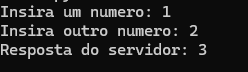 Insira um numero: 1
Insira outro numero: 2
Resposta do servidor: 3